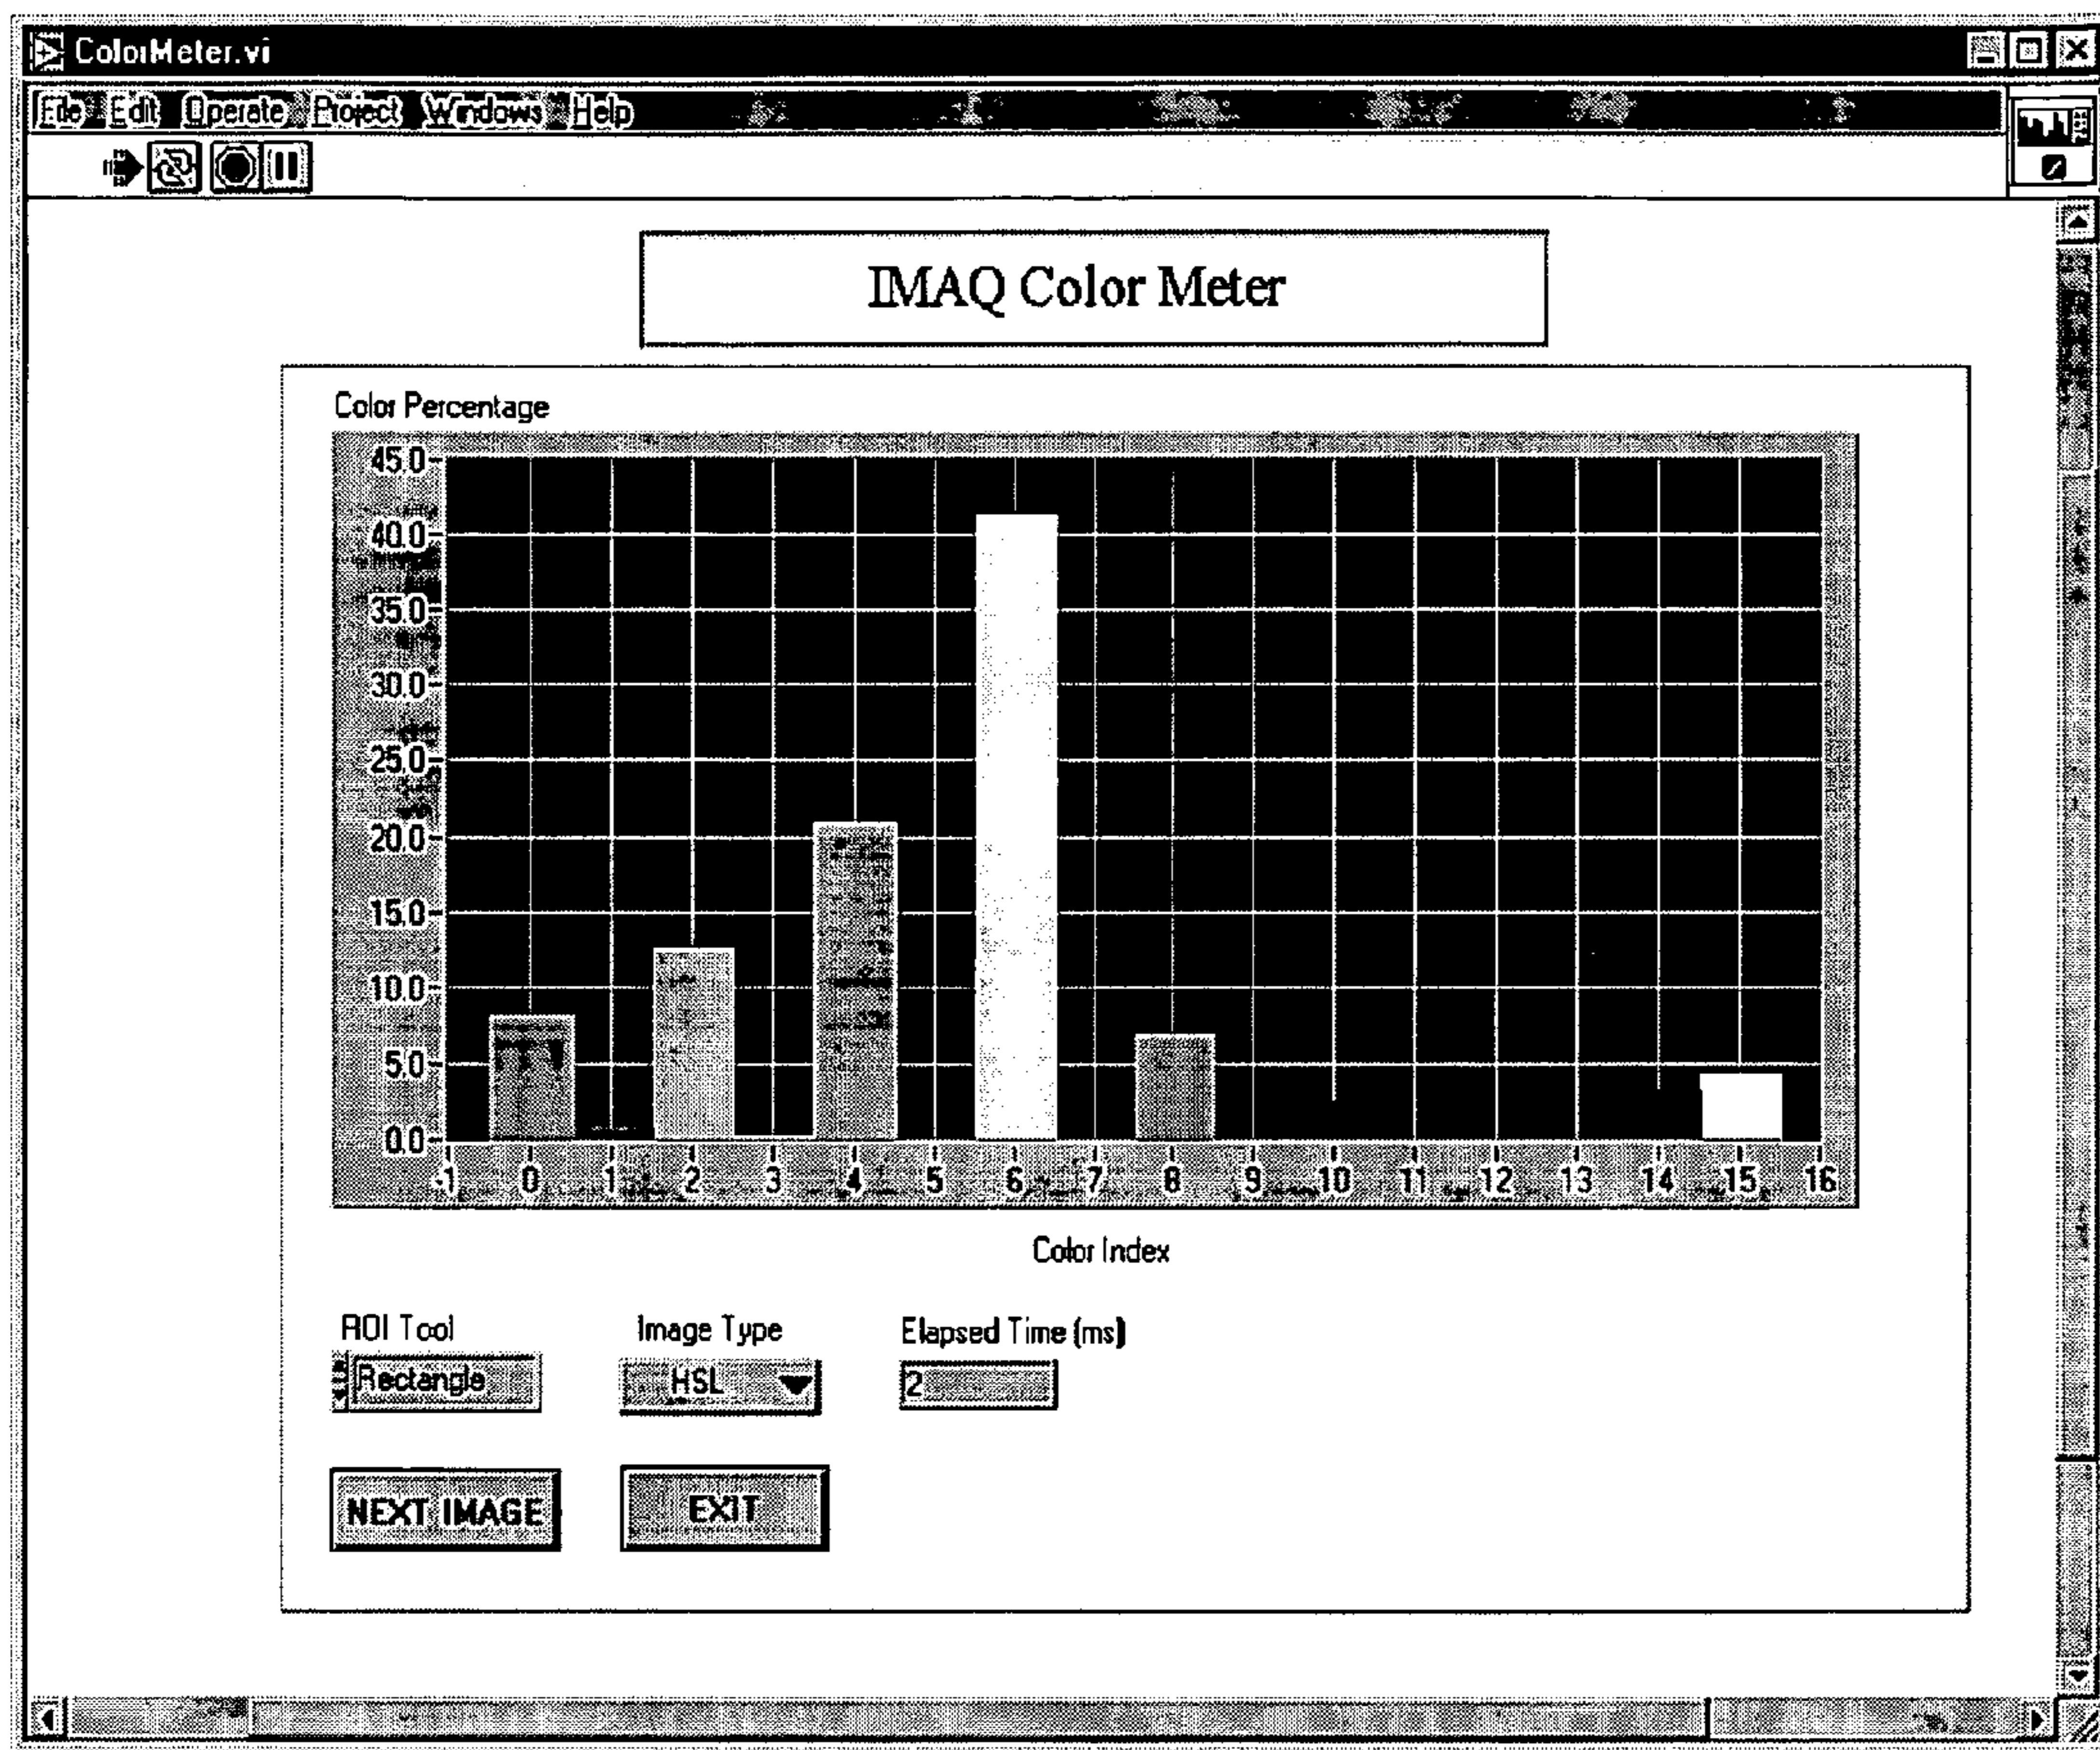 ColorMeter.vi
File Edit Operate Project Windows Help
IMAQ Color Meter
Color Percentage
45.0
40.0
35.0
30.0
25.0
20.0
15.0
10.0
5.0
0.0
-1 0 1 2 3 4 5 6 7 8 9 10 11 12 13 14 15 16
Color Index
ROI Tool Image Type Elapsed Time (ms)
Rectangle HSL 2
NEXT IMAGE EXIT